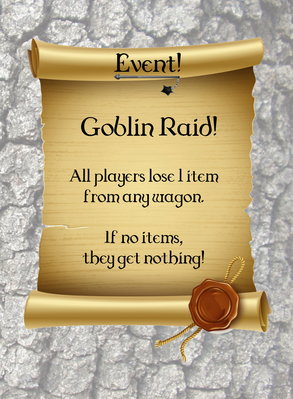 Event!
Goblin Raid!
All players lose 1 item
from any wagon.
If no items,
they get nothing!